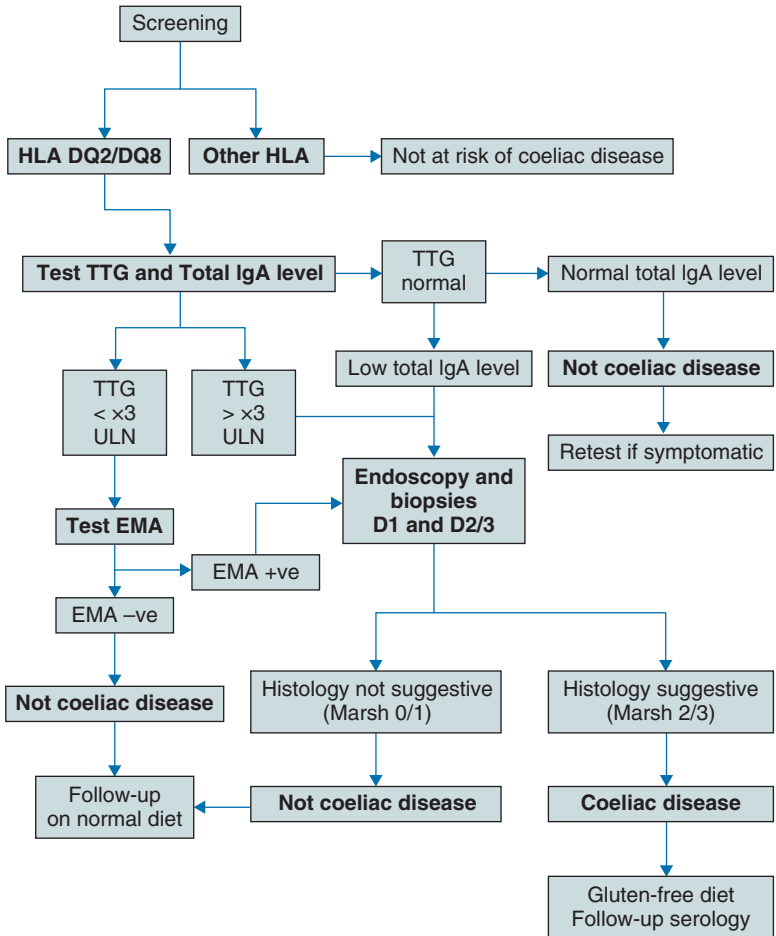 Screening
HLA DQ2/DQ8
Other HLA
Not at risk of coeliac disease
Test TTG and Total IgA level
TTG
normal
Normal total IgA level
TTG
< ×3
ULN
TTG
> ×3
ULN
Low total IgA level
Not coeliac disease
Retest if symptomatic
Endoscopy and
biopsies
D1 and D2/3
Test EMA
EMA +ve
EMA –ve
Not coeliac disease
Histology not suggestive
(Marsh 0/1)
Histology suggestive
(Marsh 2/3)
Follow-up
on normal diet
Not coeliac disease
Coeliac disease
Gluten-free diet
Follow-up serology